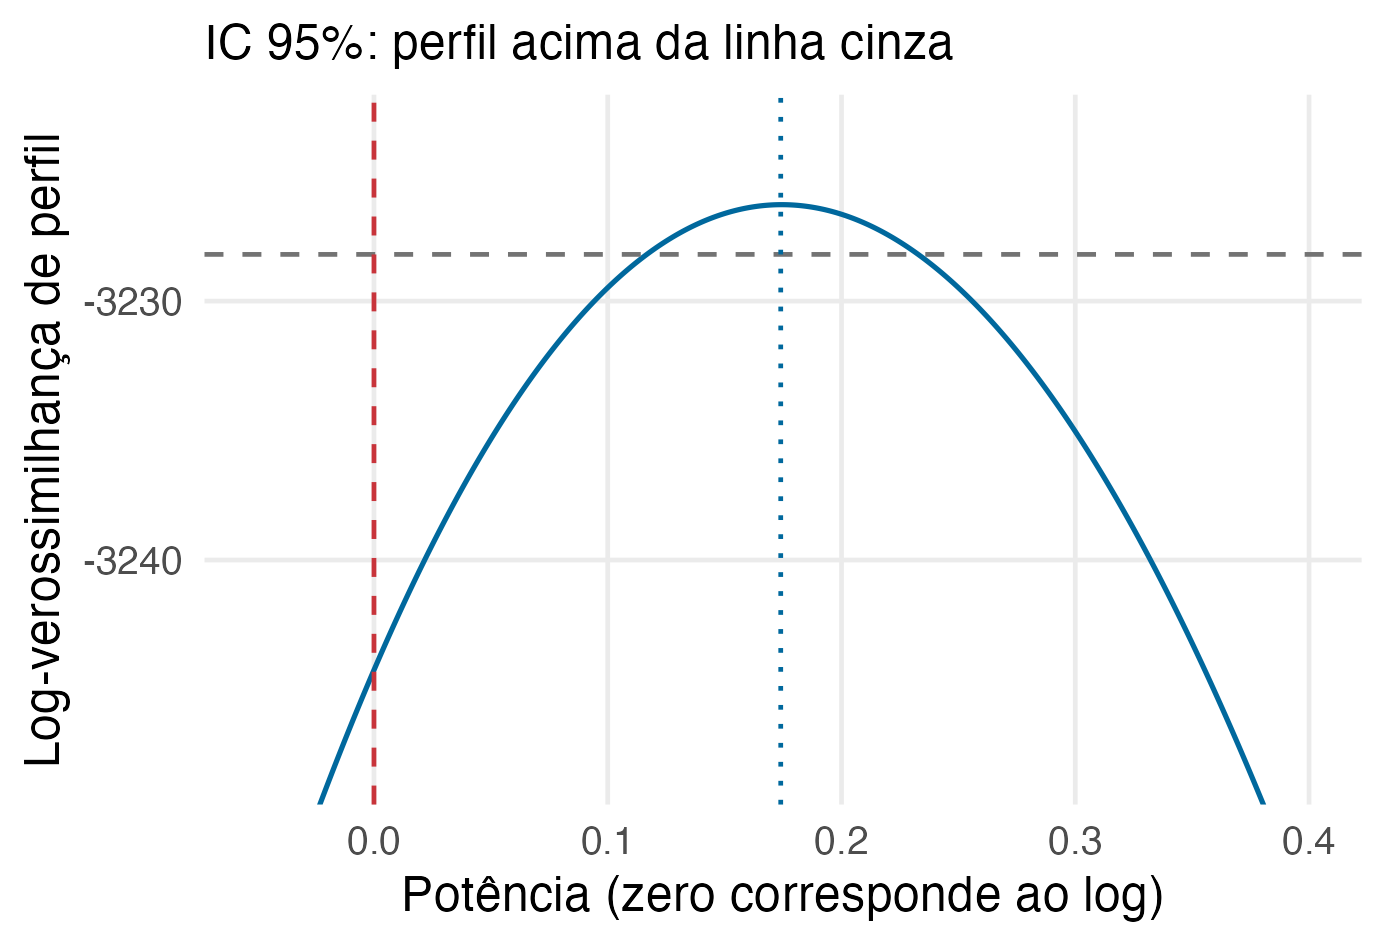 IC 95%: perfil acima da linha cinza
Log-verossimilhança de perfil
-3230
-3240
0.0
0.1
0.2
0.3
0.4
Potência (zero corresponde ao log)